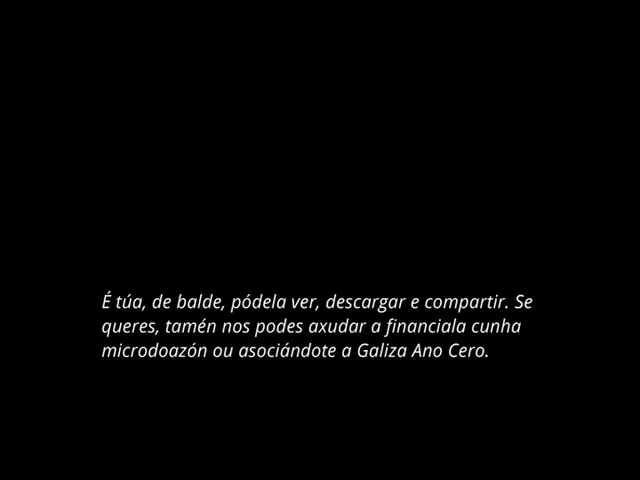 É túa, de balde, pódela ver, descargar e compartir. Se
queres, tamén nos podes axudar a financiala cunha
microdoazón ou asociándote a Galiza Ano Cero.